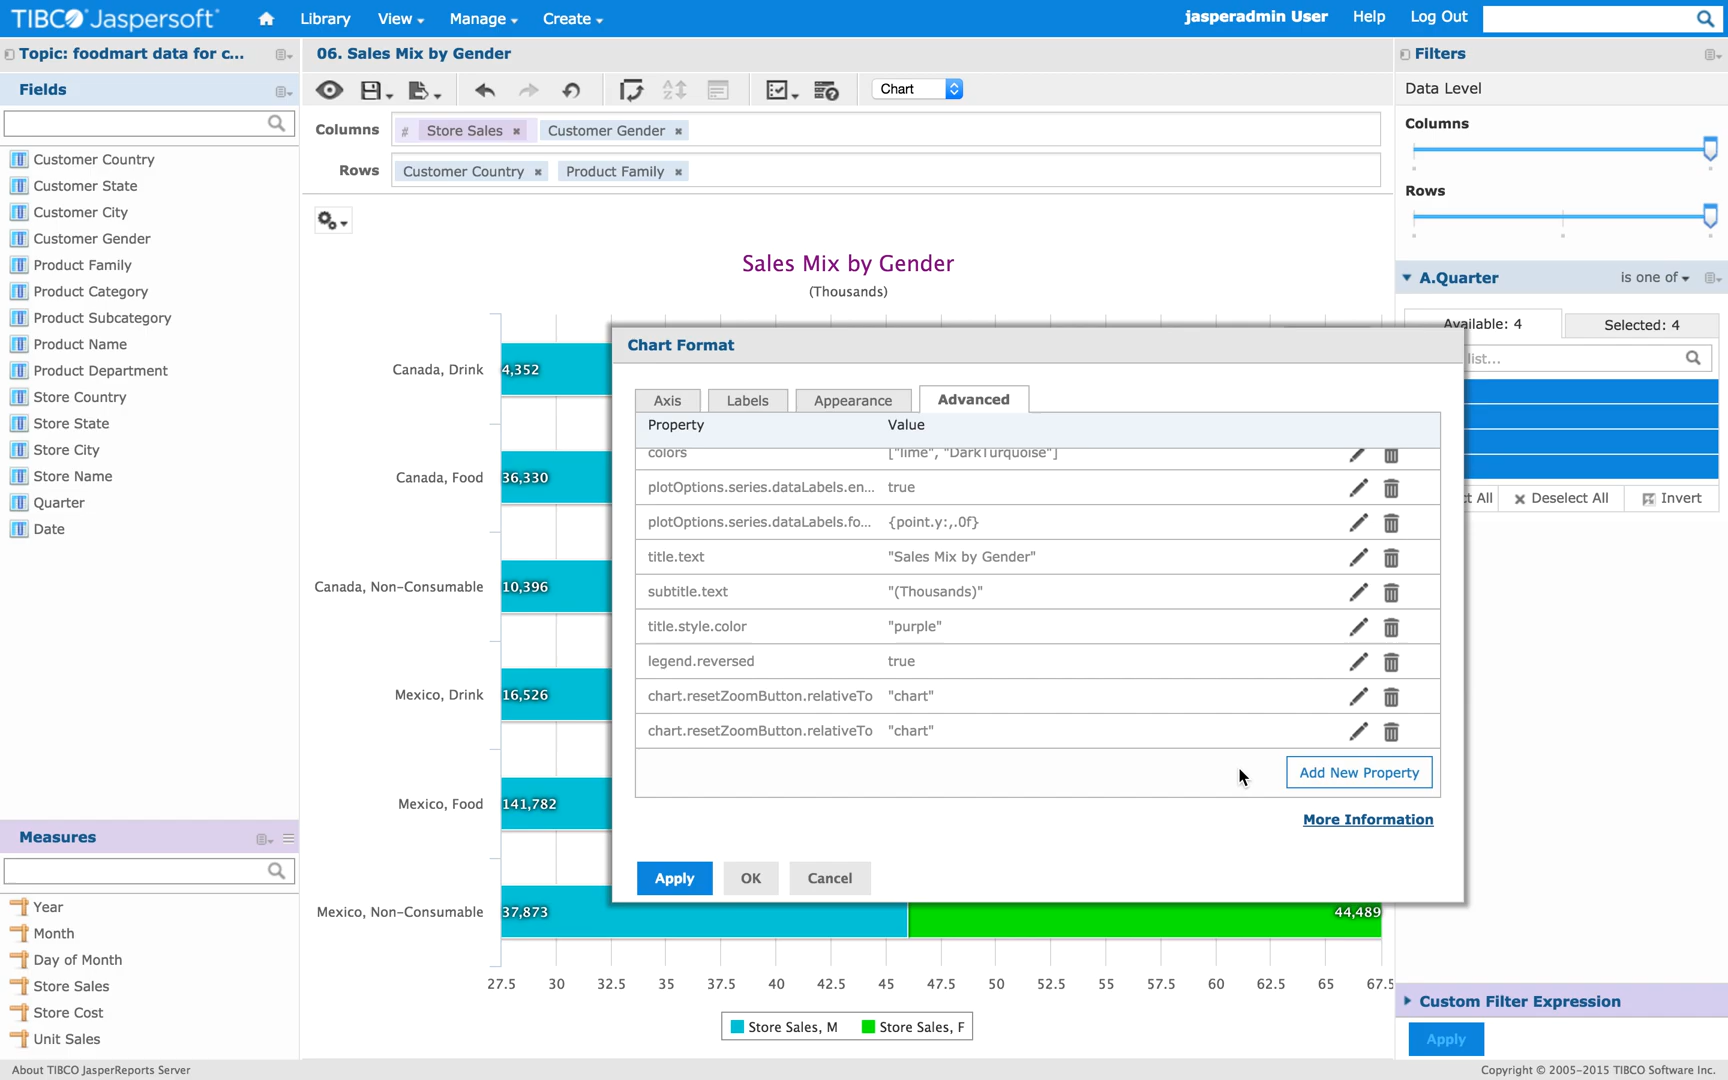 TIBCO Jaspersoft
Library
View
Manage
Create
jasperadmin User
Help
Log Out
Topic: foodmart data for c...
06. Sales Mix by Gender
Filters
Fields
Chart
Data Level
Columns
# Store Sales ×
Customer Gender ×
Rows
Customer Country ×
Product Family ×
Customer Country
Customer State
Customer City
Customer Gender
Product Family
Product Category
Product Subcategory
Product Name
Product Department
Store Country
Store State
Store City
Store Name
Quarter
Date
Measures
Year
Month
Day of Month
Store Sales
Store Cost
Unit Sales
Sales Mix by Gender
(Thousands)
Canada, Drink
4,352
Canada, Food
36,330
Canada, Non-Consumable
10,396
Mexico, Drink
16,526
Mexico, Food
141,782
Mexico, Non-Consumable
37,873
44,489
27.5 30 32.5 35 37.5 40 42.5 45 47.5 50 52.5 55 57.5 60 62.5 65 67.5
Store Sales, M
Store Sales, F
Chart Format
Axis
Labels
Appearance
Advanced
Property Value
colors ["lime", "DarkTurquoise"]
plotOptions.series.dataLabels.en... true
plotOptions.series.dataLabels.fo... {point.y:,.0f}
title.text "Sales Mix by Gender"
subtitle.text "(Thousands)"
title.style.color "purple"
legend.reversed true
chart.resetZoomButton.relativeTo "chart"
chart.resetZoomButton.relativeTo "chart"
Add New Property
More Information
Apply
OK
Cancel
Columns
Rows
A.Quarter
is one of
Available: 4
Selected: 4
list...
All
× Deselect All
Invert
Custom Filter Expression
Apply
About TIBCO JasperReports Server
Copyright © 2005-2015 TIBCO Software Inc.